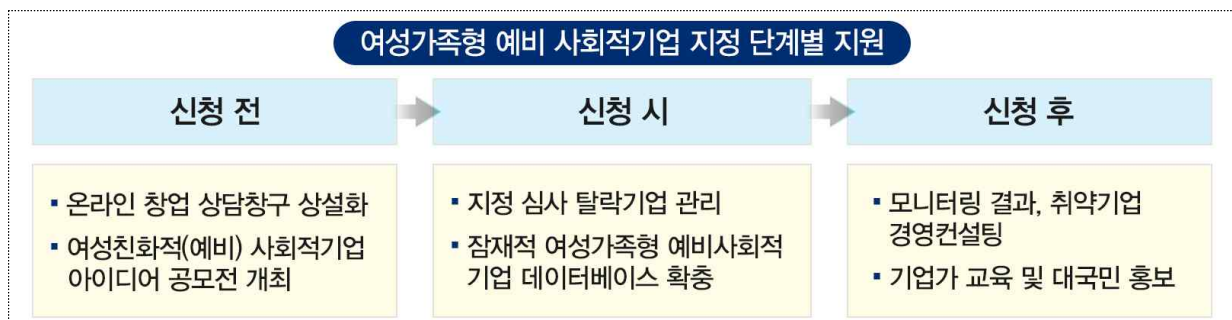 여성가족형 예비 사회적기업 지정 단계별 지원
신청 전
신청 시
신청 후
▪ 온라인 창업 상담창구 상설화
▪ 여성친화적(예비) 사회적기업
아이디어 공모전 개최
▪ 지정 심사 탈락기업 관리
▪ 잠재적 여성가족형 예비사회적
기업 데이터베이스 확충
▪ 모니터링 결과, 취약기업
경영컨설팅
▪ 기업가 교육 및 대국민 홍보